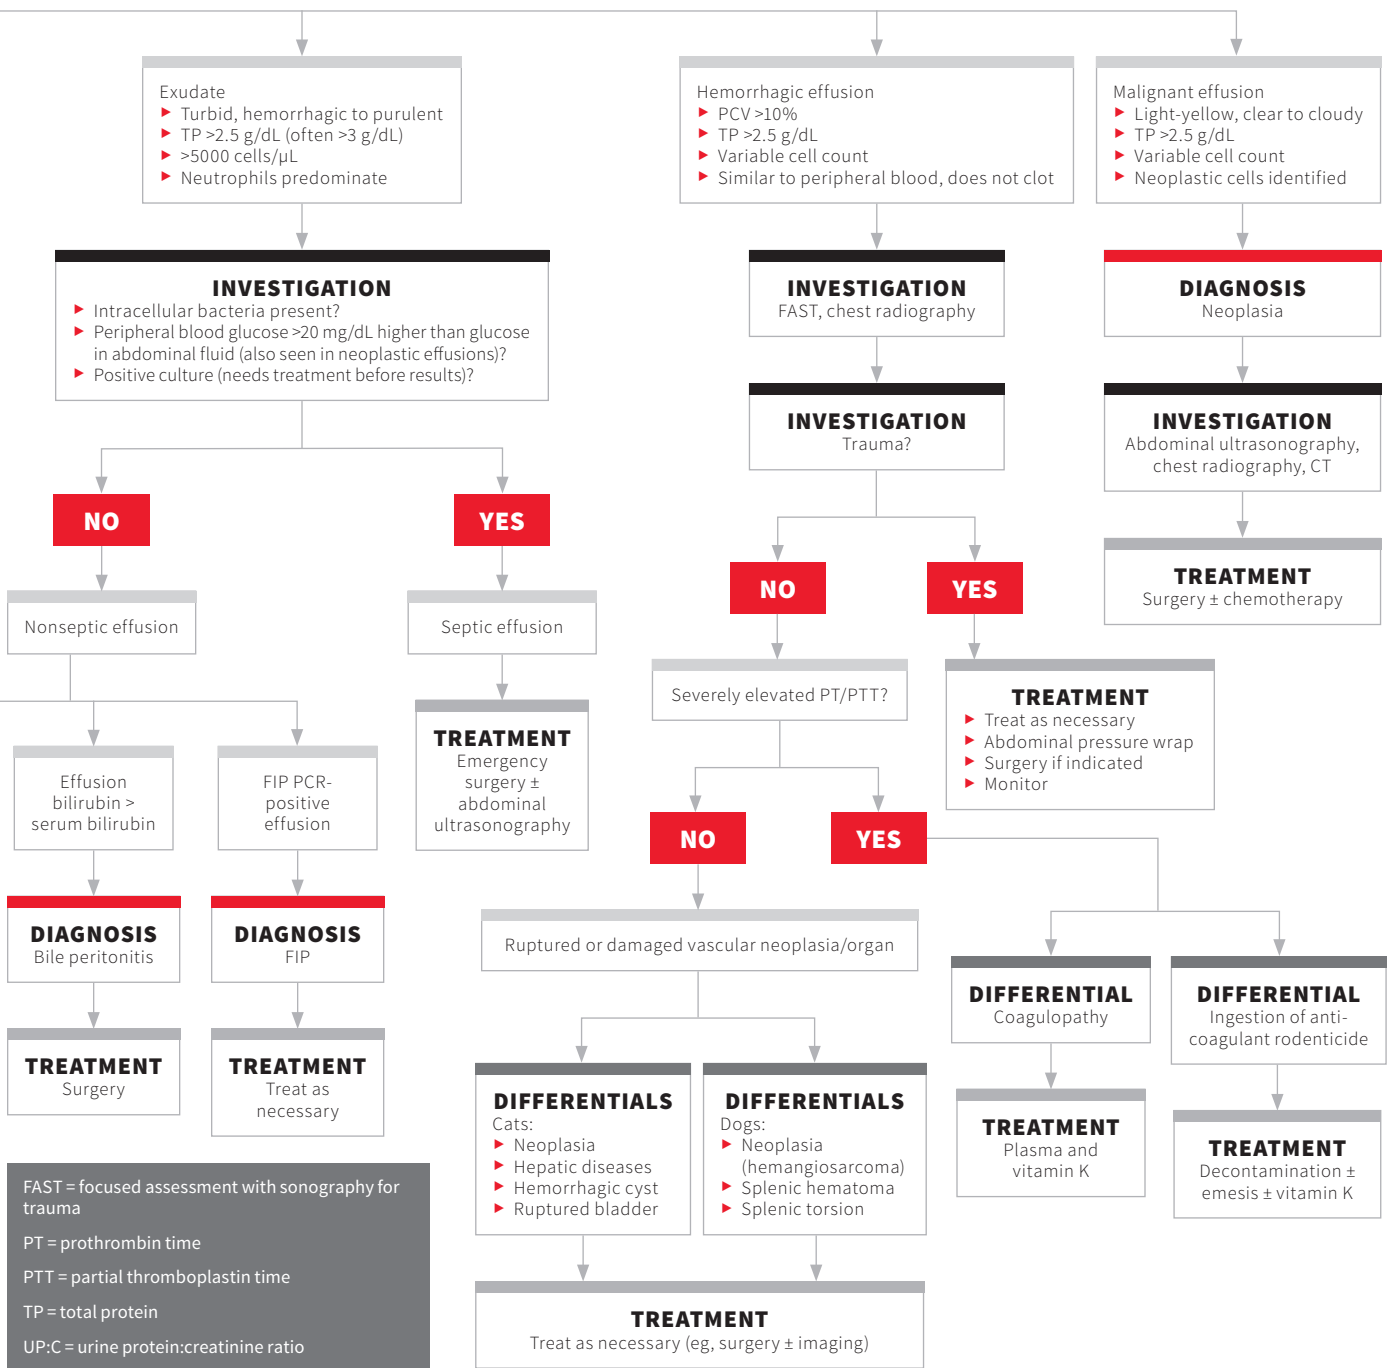 Exudate
► Turbid, hemorrhagic to purulent
► TP >2.5 g/dL (often >3 g/dL)
► >5000 cells/µL
► Neutrophils predominate
Hemorrhagic effusion
► PCV >10%
► TP >2.5 g/dL
► Variable cell count
► Similar to peripheral blood, does not clot
Malignant effusion
► Light-yellow, clear to cloudy
► TP >2.5 g/dL
► Variable cell count
► Neoplastic cells identified
INVESTIGATION
► Intracellular bacteria present?
► Peripheral blood glucose >20 mg/dL higher than glucose
in abdominal fluid (also seen in neoplastic effusions)?
► Positive culture (needs treatment before results)?
INVESTIGATION
FAST, chest radiography
DIAGNOSIS
Neoplasia
INVESTIGATION
Trauma?
INVESTIGATION
Abdominal ultrasonography,
chest radiography, CT
NO
YES
NO
YES
TREATMENT
Surgery ± chemotherapy
Nonseptic effusion
Septic effusion
Severely elevated PT/PTT?
TREATMENT
► Treat as necessary
► Abdominal pressure wrap
► Surgery if indicated
► Monitor
TREATMENT
Emergency
surgery ±
abdominal
ultrasonography
Effusion
bilirubin >
serum bilirubin
FIP PCR-
positive
effusion
NO
YES
DIAGNOSIS
Bile peritonitis
DIAGNOSIS
FIP
Ruptured or damaged vascular neoplasia/organ
DIFFERENTIAL
Coagulopathy
DIFFERENTIAL
Ingestion of anti-
coagulant rodenticide
TREATMENT
Surgery
TREATMENT
Treat as
necessary
DIFFERENTIALS
Cats:
► Neoplasia
► Hepatic diseases
► Hemorrhagic cyst
► Ruptured bladder
DIFFERENTIALS
Dogs:
► Neoplasia
(hemangiosarcoma)
► Splenic hematoma
► Splenic torsion
TREATMENT
Plasma and
vitamin K
TREATMENT
Decontamination ±
emesis ± vitamin K
FAST = focused assessment with sonography for
trauma
PT = prothrombin time
PTT = partial thromboplastin time
TP = total protein
UP:C = urine protein:creatinine ratio
TREATMENT
Treat as necessary (eg, surgery ± imaging)